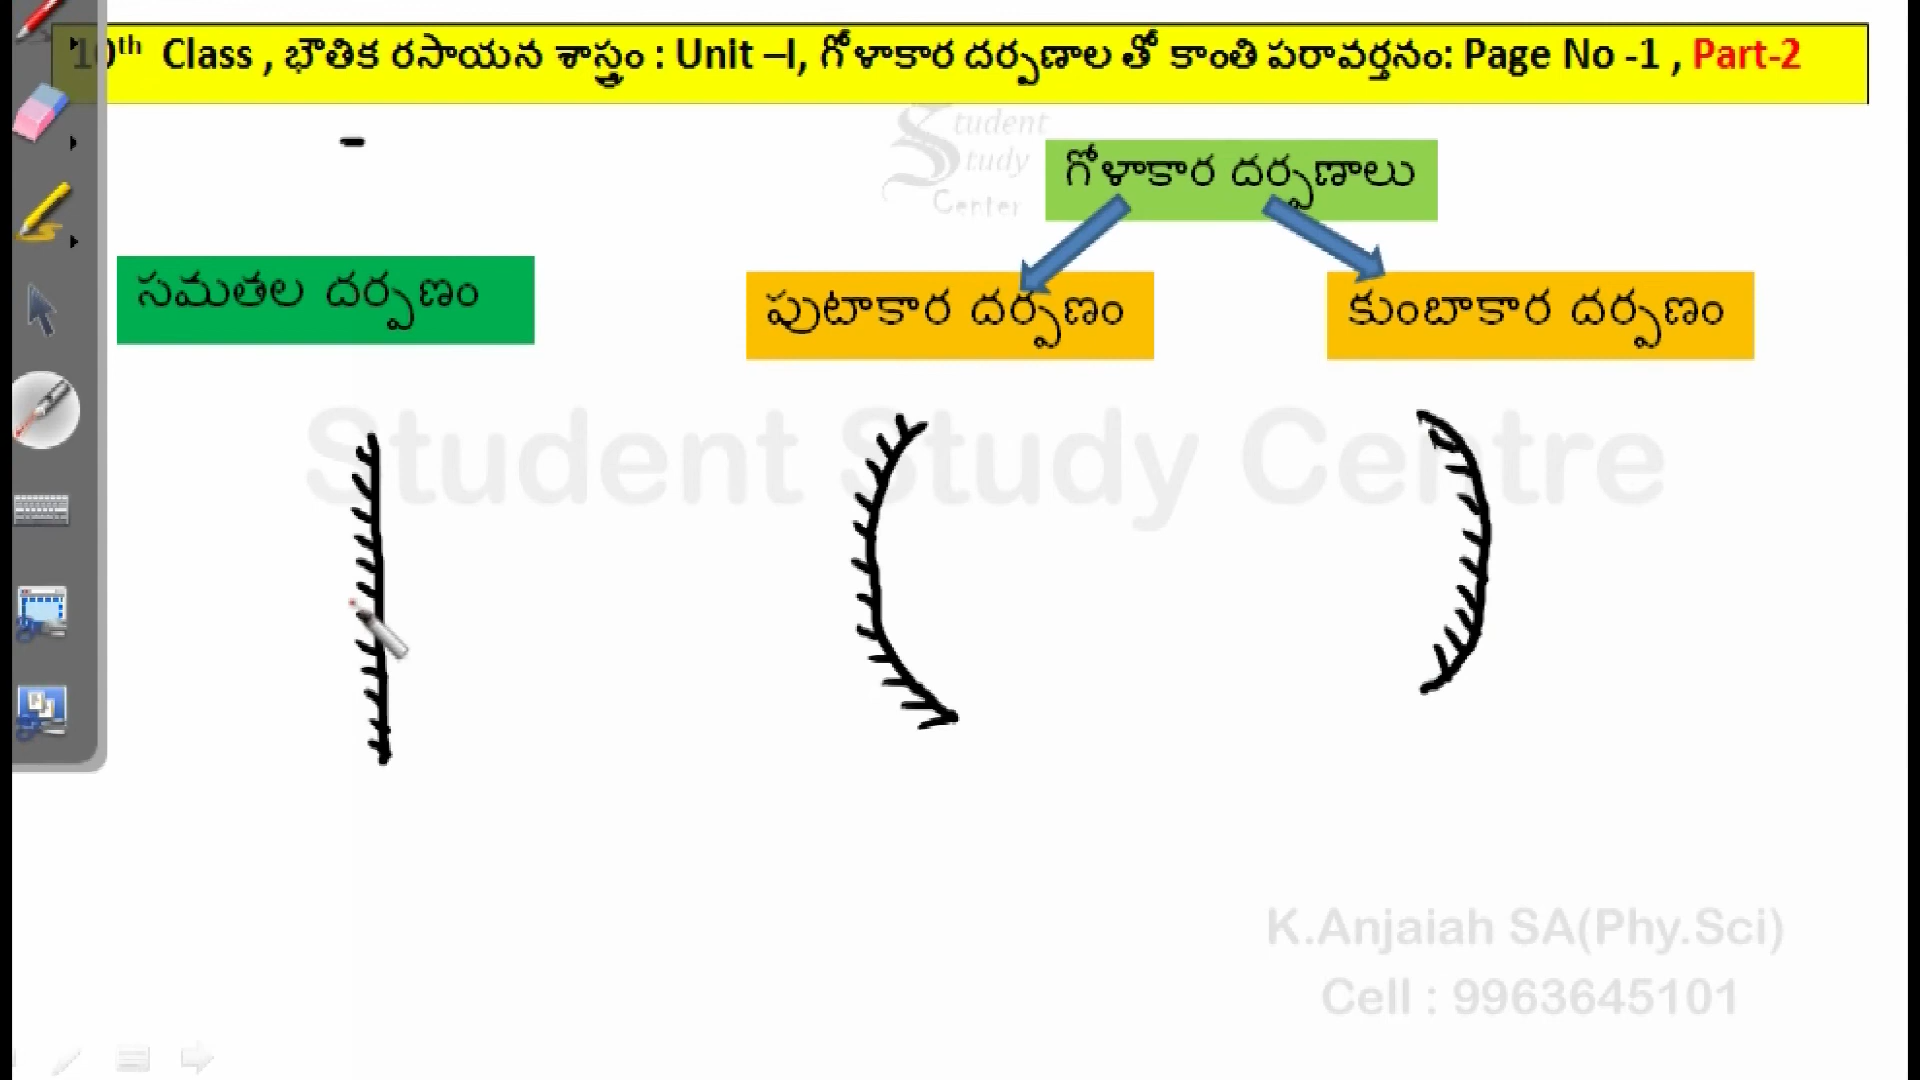 10th Class , భౌతిక రసాయన శాస్త్రం : Unit –I, గోళాకార దర్పణాల తో కాంతి పరావర్తనం: Page No -1 , Part-2
Student
Study
Center
గోళాకార దర్పణాలు
సమతల దర్పణం
పుటాకార దర్పణం
కుంబాకార దర్పణం
Student Study Centre
K.Anjaiah SA(Phy.Sci)
Cell : 9963645101